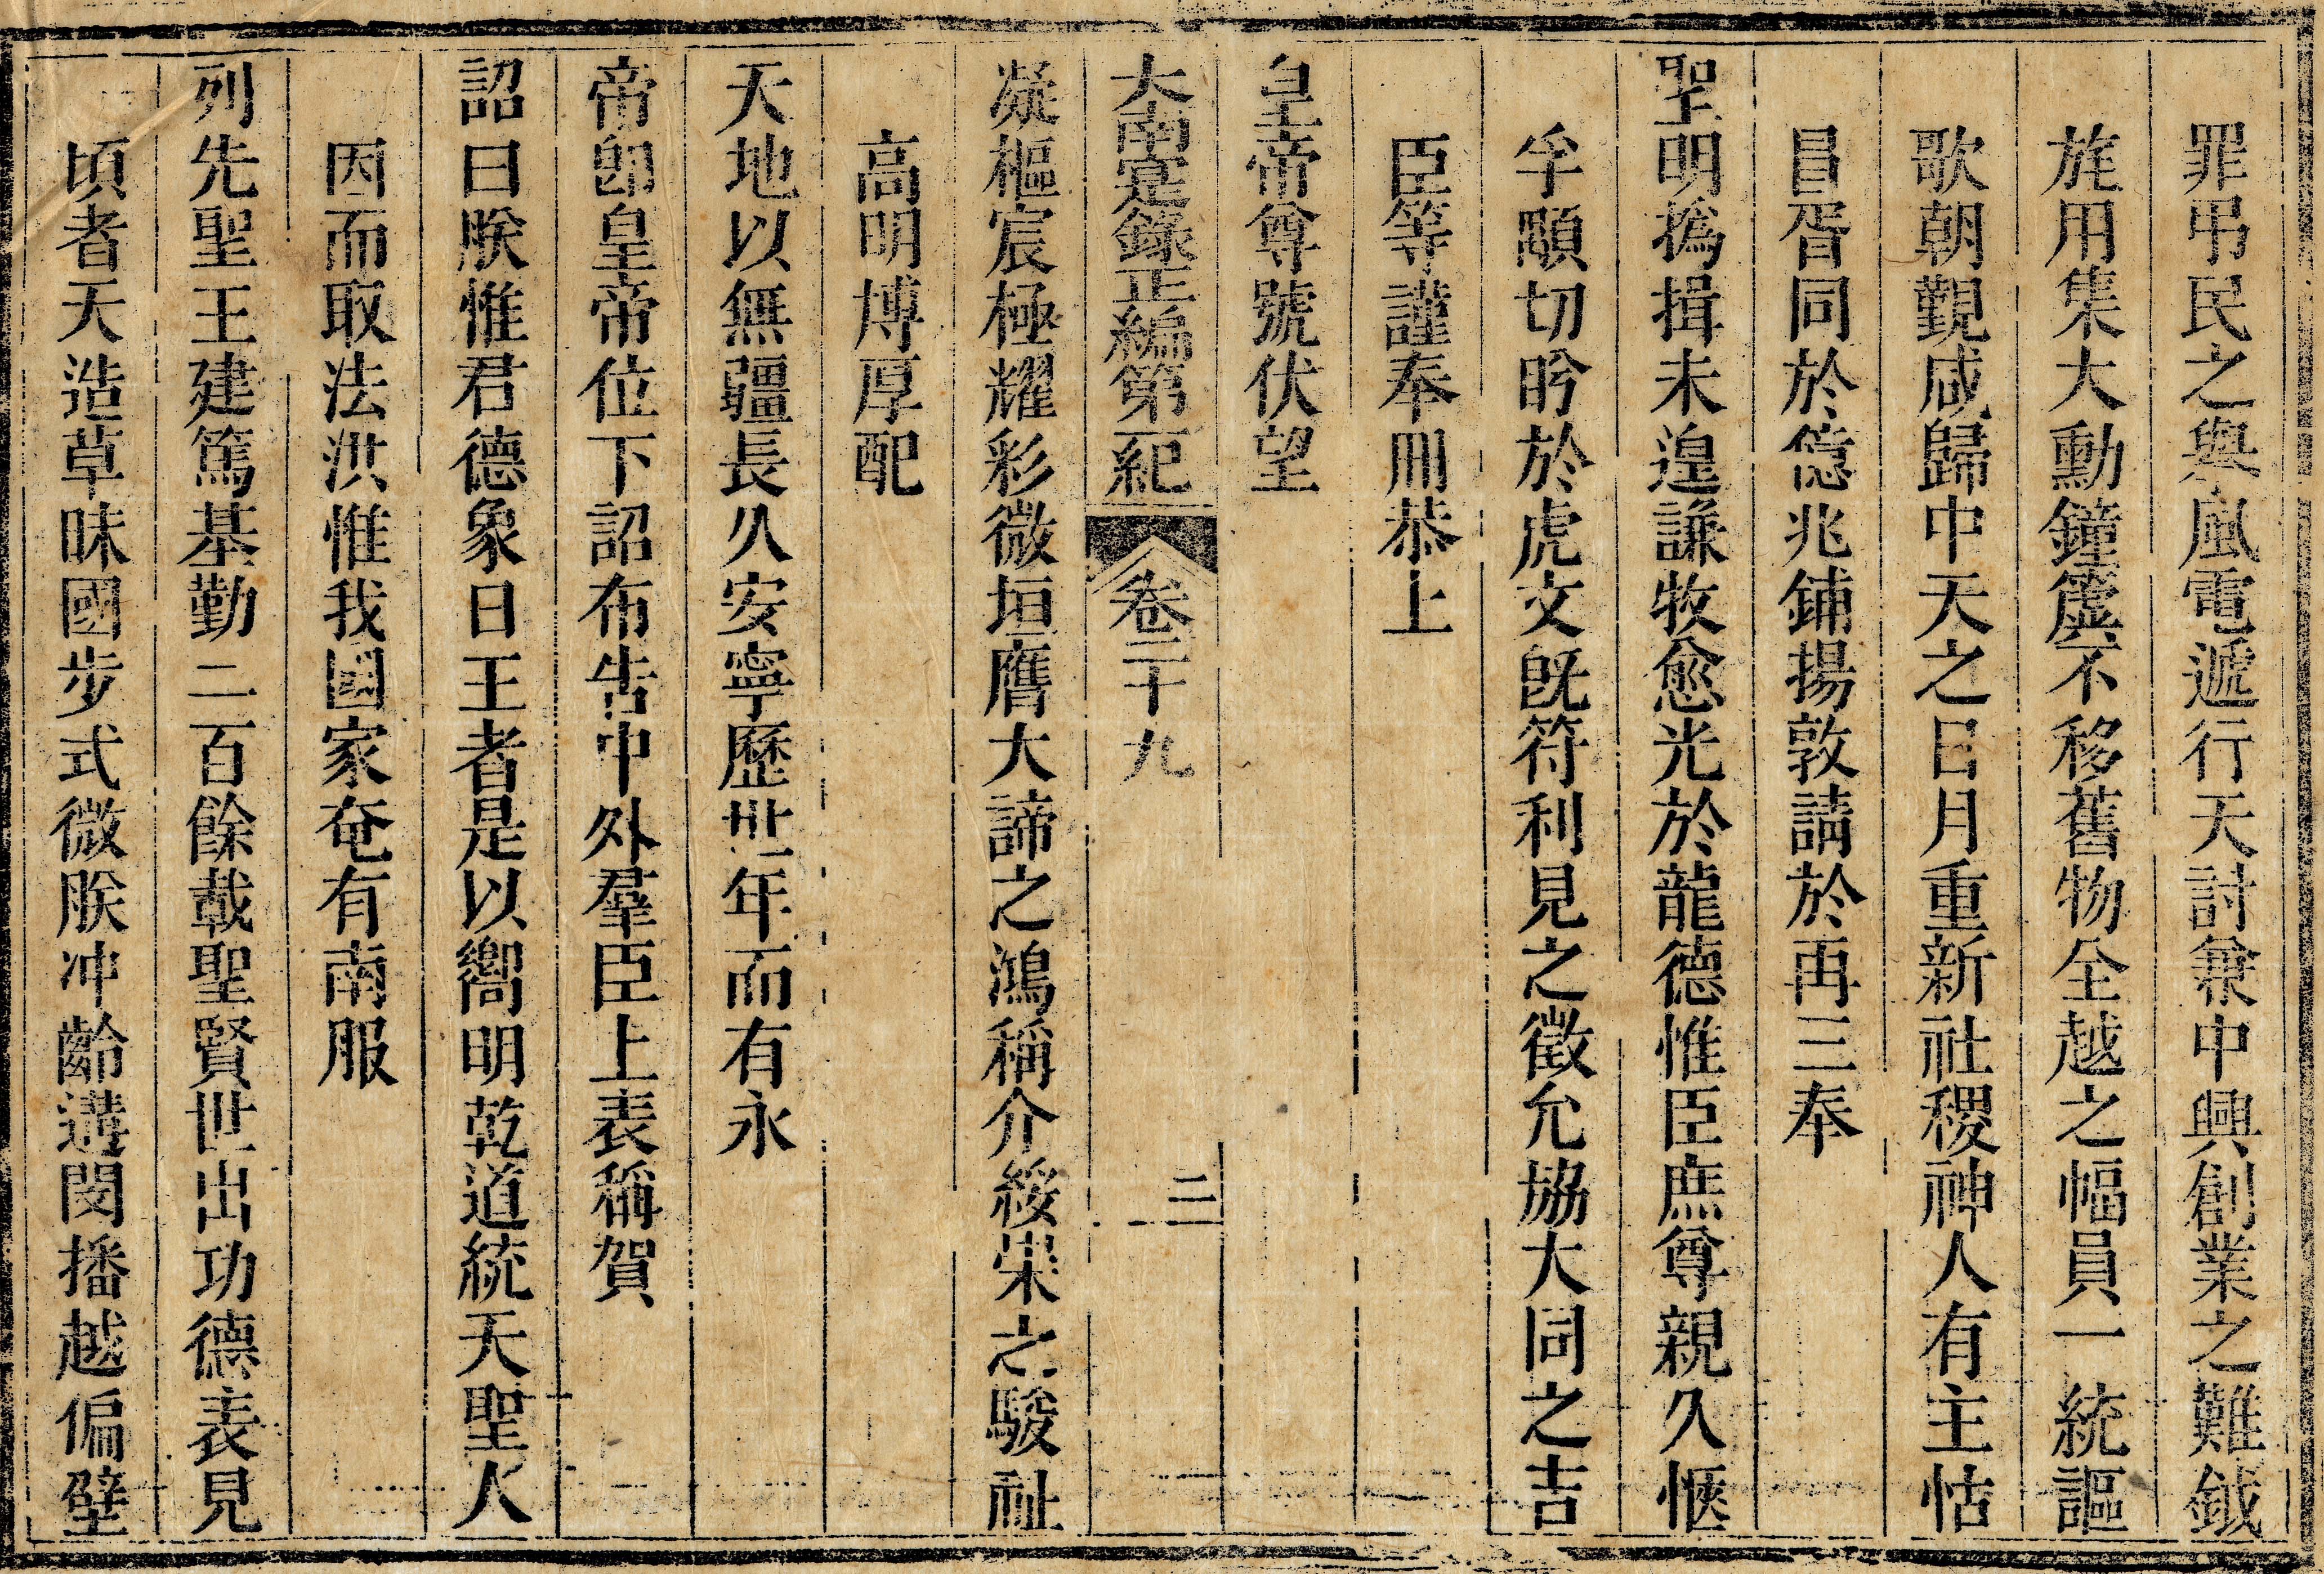 罪吊民之輿風電遞行天討兼中興創業之難鉞
旄用集大勳鐘簴不移舊物全越之幅員一統謳
歌朝覲咸歸中天之日月重新社稷神人有主怙
昌胥同於億兆鋪揚敦請於再三奉
聖明撝揖未遑謙牧愈光於龍德惟臣庶尊親久愜
孚顒切盻於虎文旣符利見之徵允協大同之吉
臣等謹奉冊恭上
皇帝尊號伏望
大南寔錄正編第一紀 卷二十九 三
凝樞宸極耀彩微垣膺大諦之鴻稱介綏宋之駿祉
高明博厚配
天地以無疆長久安寧歷世年而有永
帝卽皇帝位下詔布告中外羣臣上表稱賀
詔曰朕惟君德象日王者是以嚮明乾道統天聖人
因而取法洪惟我國家奄有南服
列先聖王建篤基勤二百餘載聖賢世出功德表見
頃者天造草昧國步式微朕沖齡遘閔播越偏壁